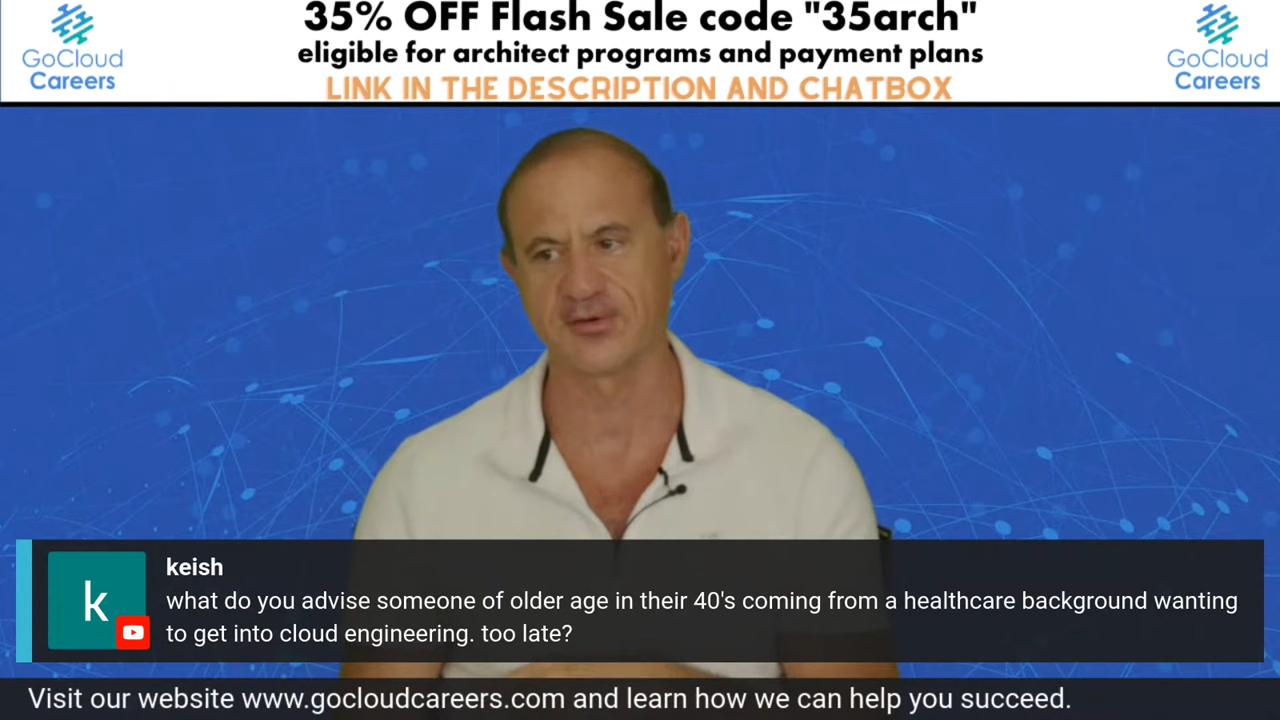 35% OFF Flash Sale code "35arch"
eligible for architect programs and payment plans
LINK IN THE DESCRIPTION AND CHATBOX
GoCloud
Careers
GoCloud
Careers
k
keish
what do you advise someone of older age in their 40's coming from a healthcare background wanting
to get into cloud engineering. too late?
Visit our website www.gocloudcareers.com and learn how we can help you succeed.